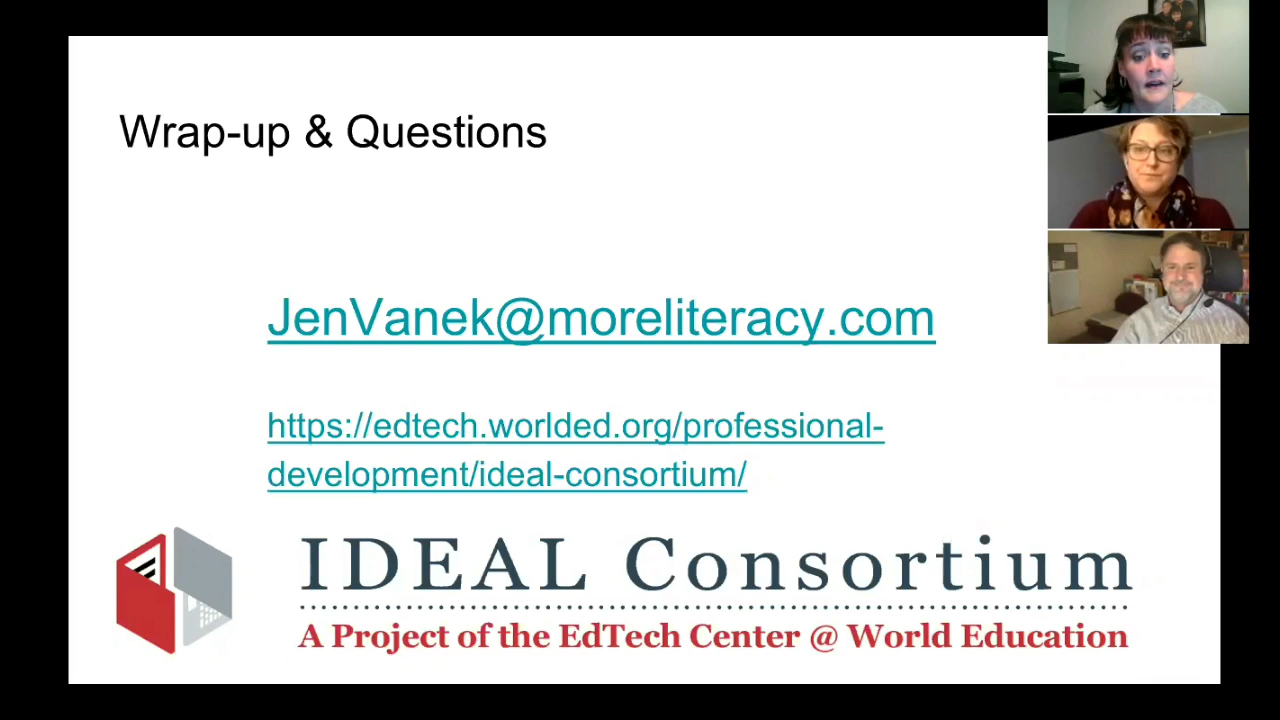 Wrap-up & Questions
JenVanek@moreliteracy.com
https://edtech.worlded.org/professional-
development/ideal-consortium/
IDEAL Consortium
A Project of the EdTech Center @ World Education